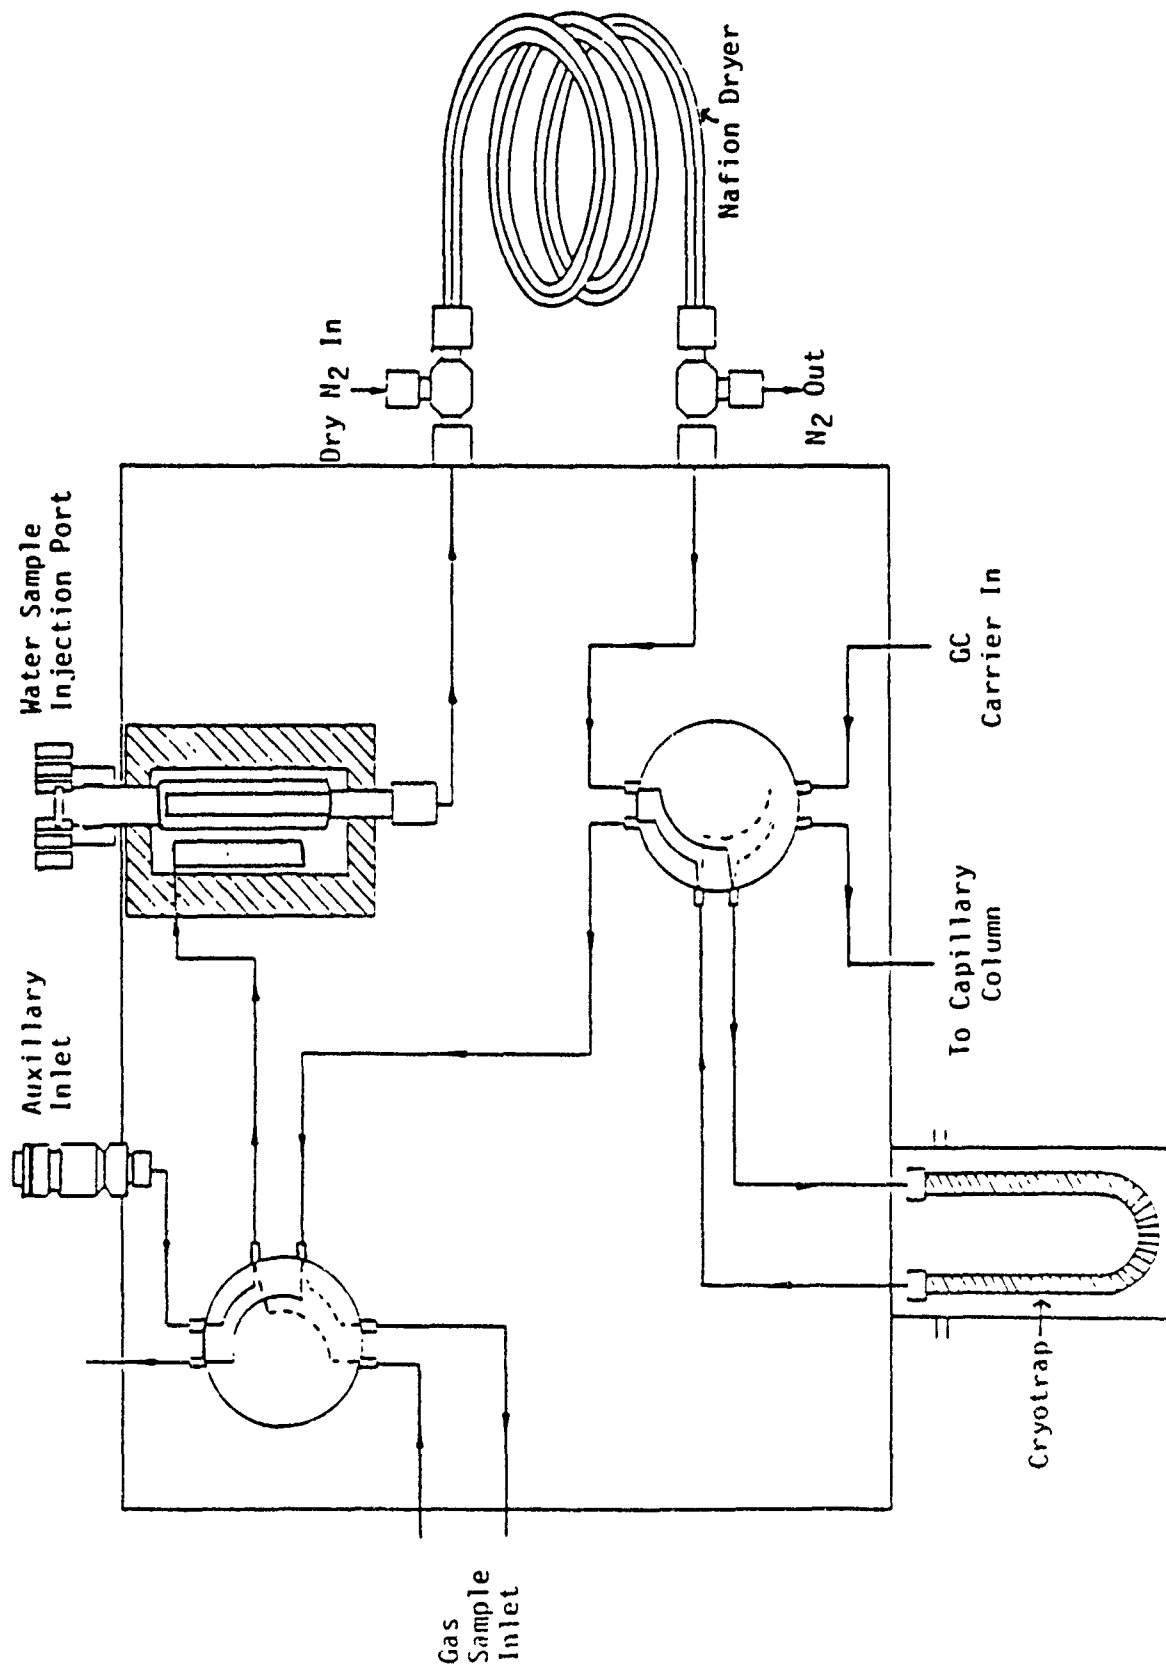 Water Sample
Injection Port
Auxillary
Inlet
Dry N2 In
Nafion Dryer
N2 Out
GC
Carrier In
To Capillary
Column
Cryotrap
Gas
Sample
Inlet